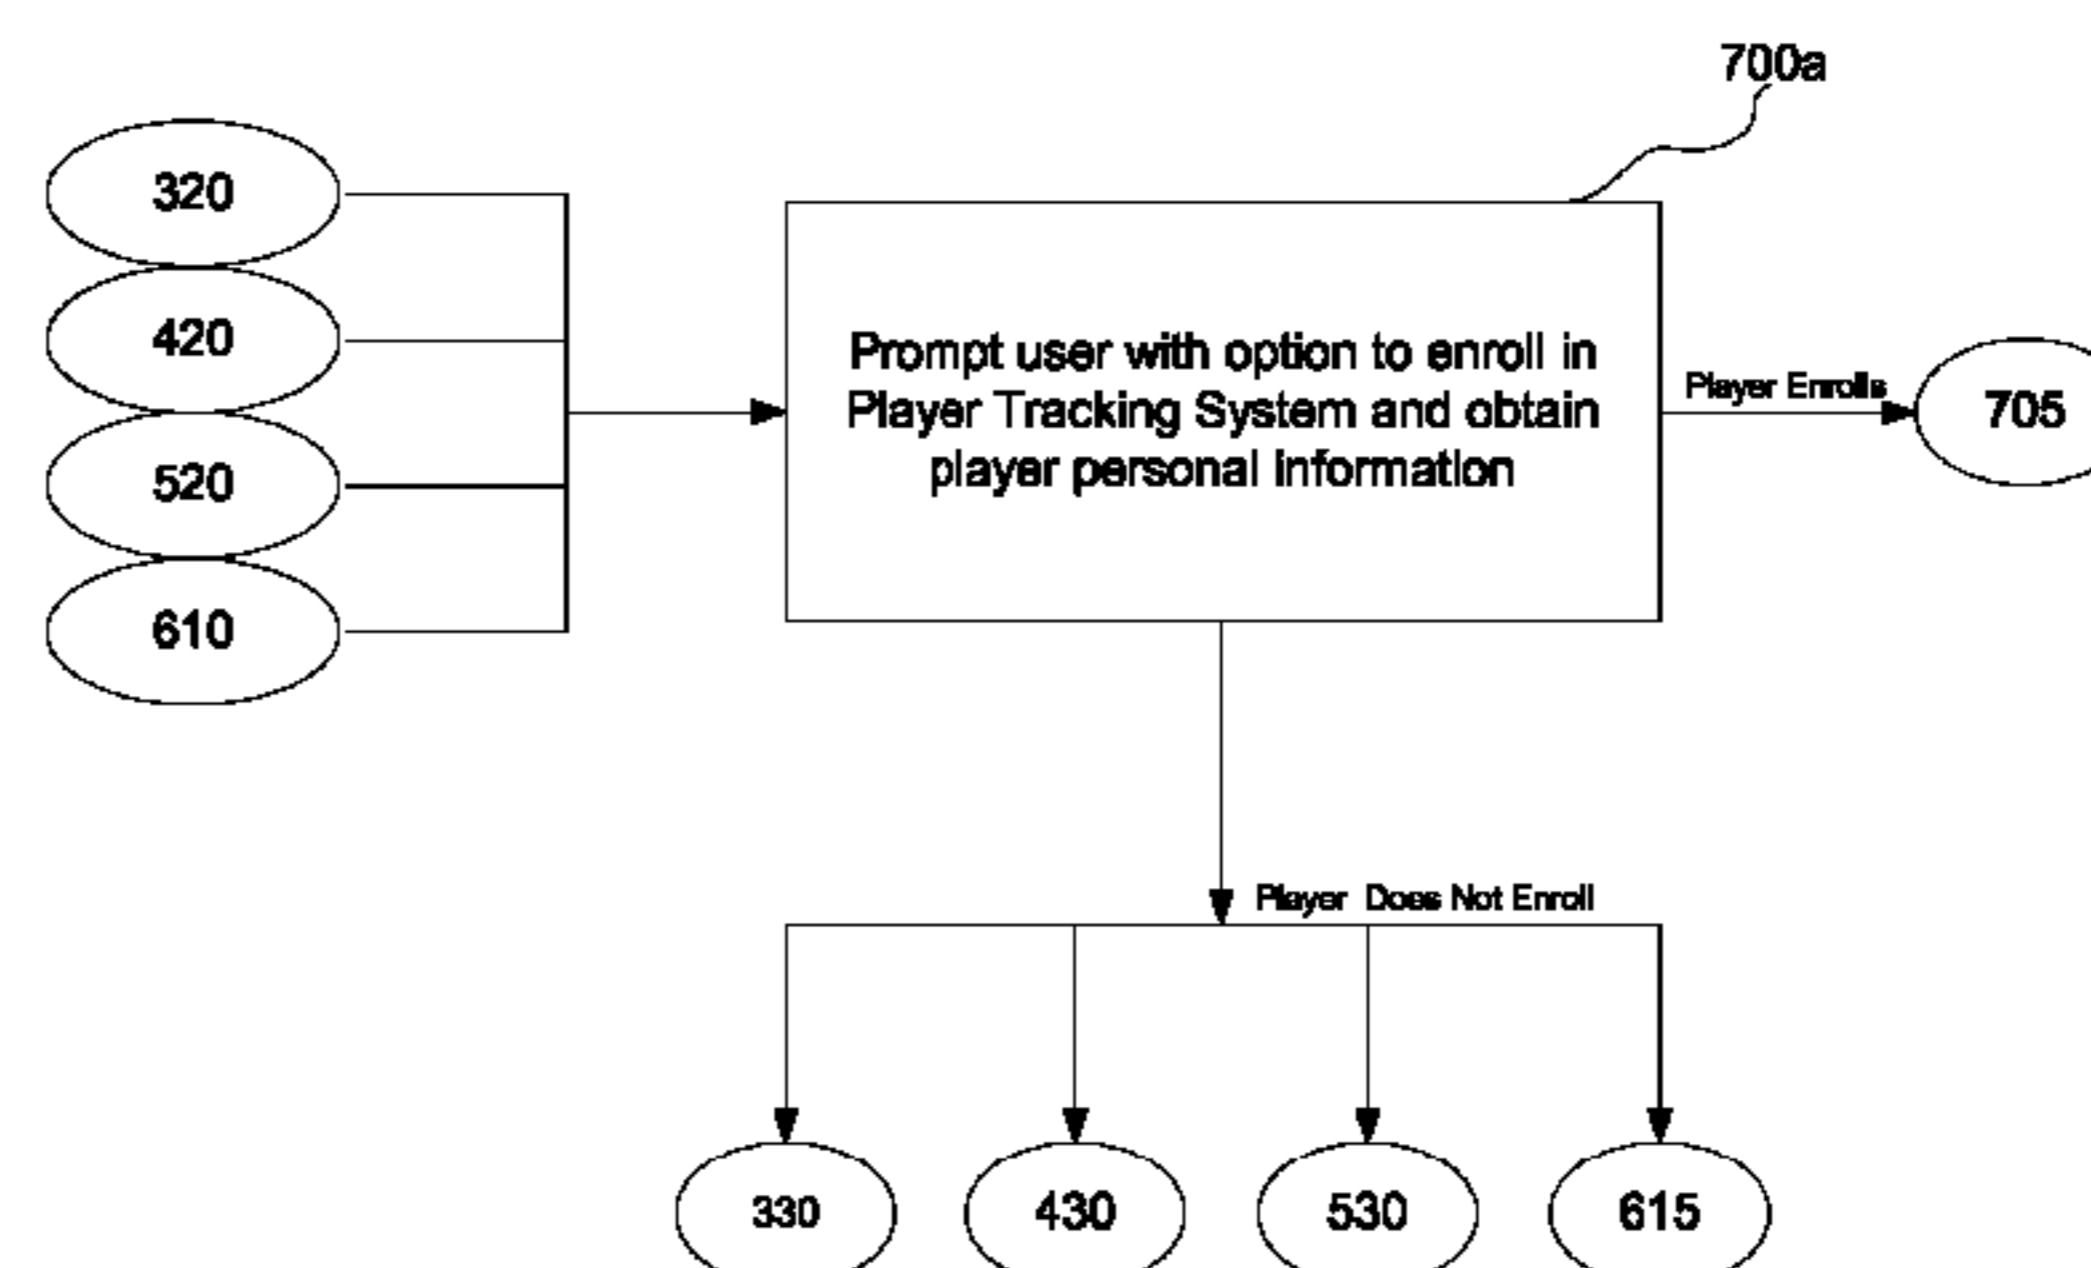 700a
320
420
520
610
Prompt user with option to enroll in
Player Tracking System and obtain
player personal information
Player Enrolls
705
Player Does Not Enroll
330
430
530
615